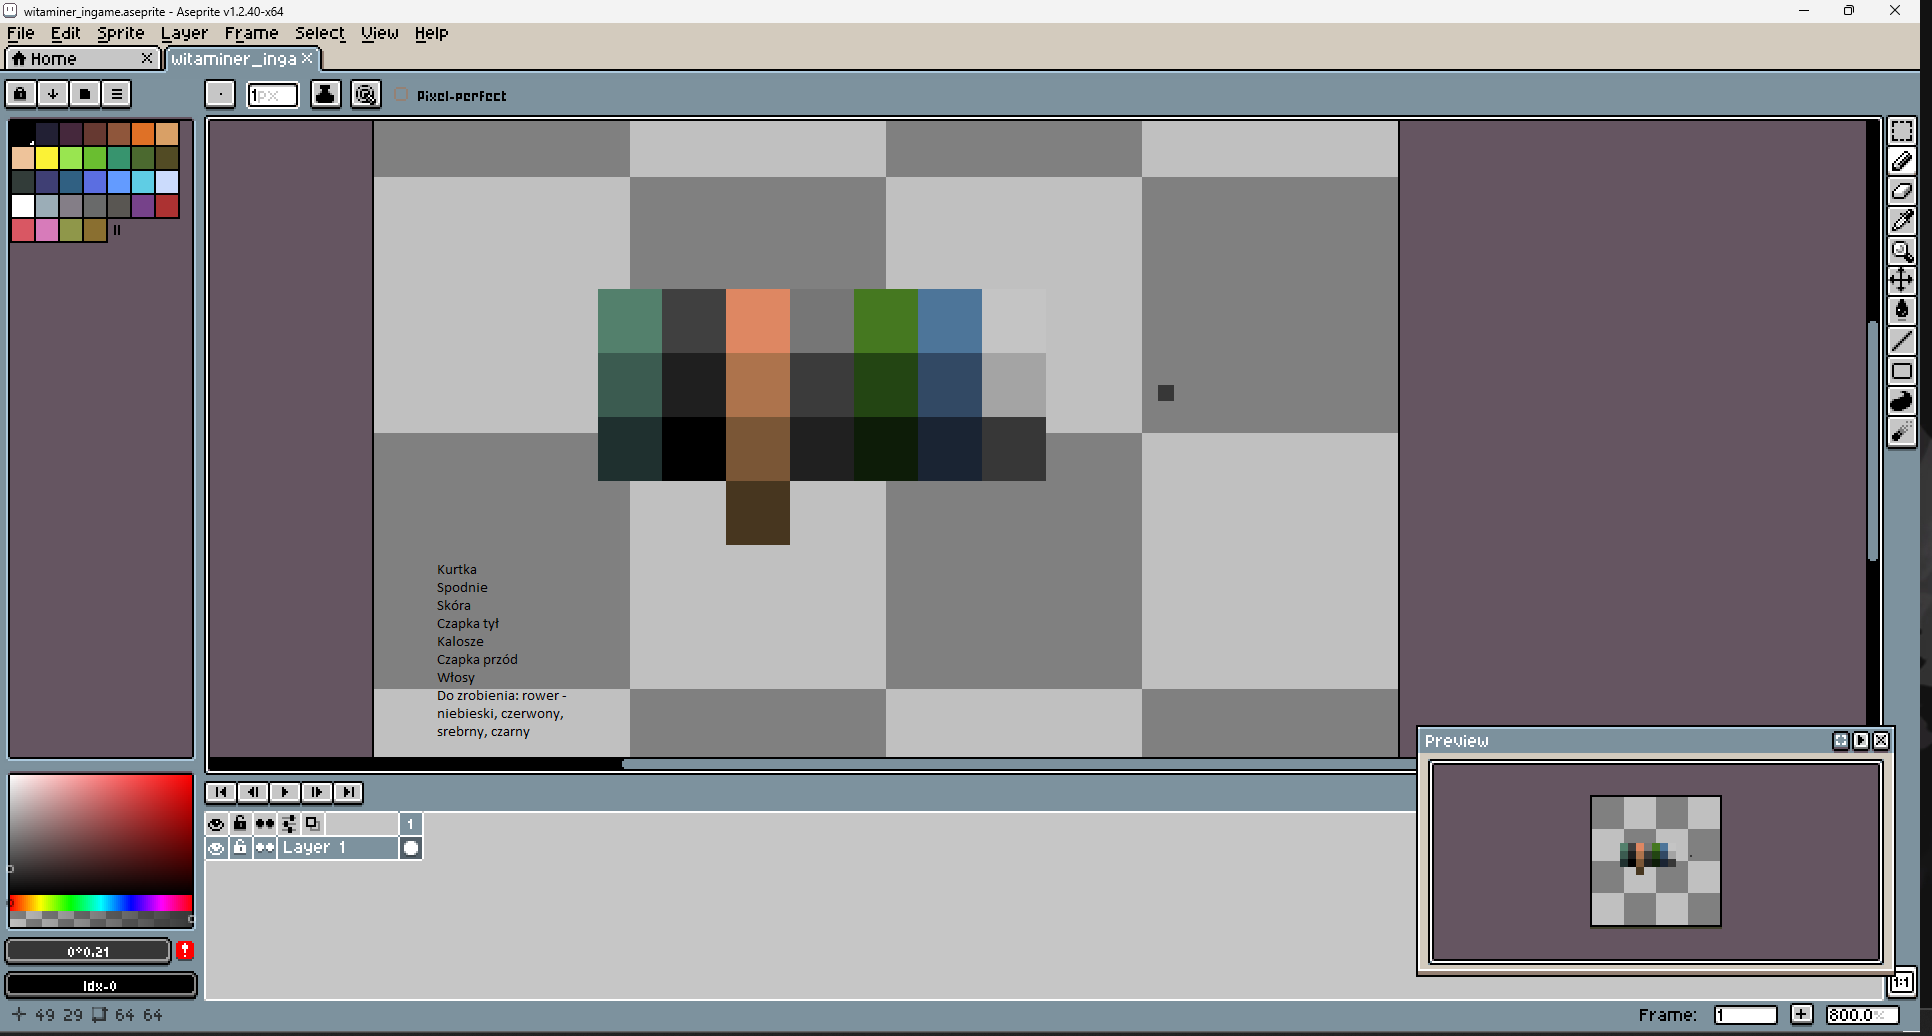 witaminer_ingame.aseprite - Aseprite v1.2.40-x64
File Edit Sprite Layer Frame Select View Help
Home
witaminer_inga
1px
Pixel-perfect
Kurtka
Spodnie
Skóra
Czapka tył
Kalosze
Czapka przód
Włosy
Do zrobienia: rower -
niebieski, czerwony,
srebrny, czarny
Preview
1
Layer 1
0°0,21
!
Idx-0
1:1
49 29 64 64
Frame: 1 + 800.0%